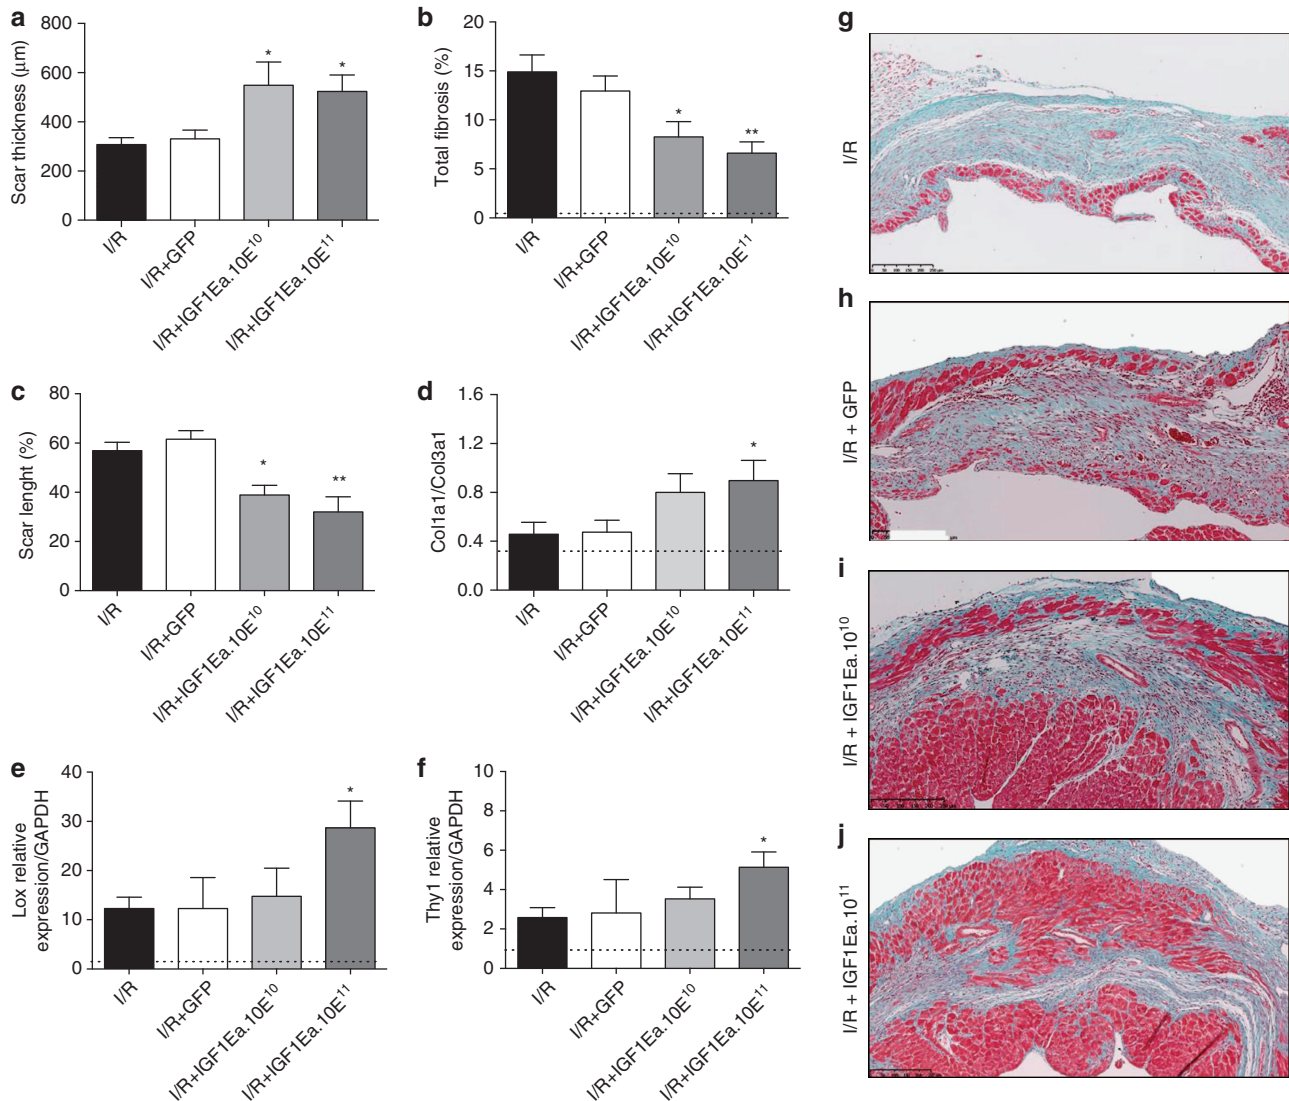 a
Scar thickness (μm)
800
600
400
200
0
*
*
I/R
I/R+GFP
I/R+IGF1Ea.10E¹⁰
I/R+IGF1Ea.10E¹¹
b
Total fibrosis (%)
20
15
10
5
0
*
**
I/R
I/R+GFP
I/R+IGF1Ea.10E¹⁰
I/R+IGF1Ea.10E¹¹
c
Scar lenght (%)
80
60
40
20
0
*
**
I/R
I/R+GFP
I/R+IGF1Ea.10E¹⁰
I/R+IGF1Ea.10E¹¹
d
Col1a1/Col3a1
1.6
1.2
0.8
0.4
0.0
*
I/R
I/R+GFP
I/R+IGF1Ea.10E¹⁰
I/R+IGF1Ea.10E¹¹
e
Lox relative
expression/GAPDH
40
30
20
10
0
*
I/R
I/R+GFP
I/R+IGF1Ea.10E¹⁰
I/R+IGF1Ea.10E¹¹
f
Thy1 relative
expression/GAPDH
10
8
6
4
2
0
*
I/R
I/R+GFP
I/R+IGF1Ea.10E¹⁰
I/R+IGF1Ea.10E¹¹
g
I/R
h
I/R + GFP
i
I/R + IGF1Ea.10¹⁰
j
I/R + IGF1Ea.10¹¹